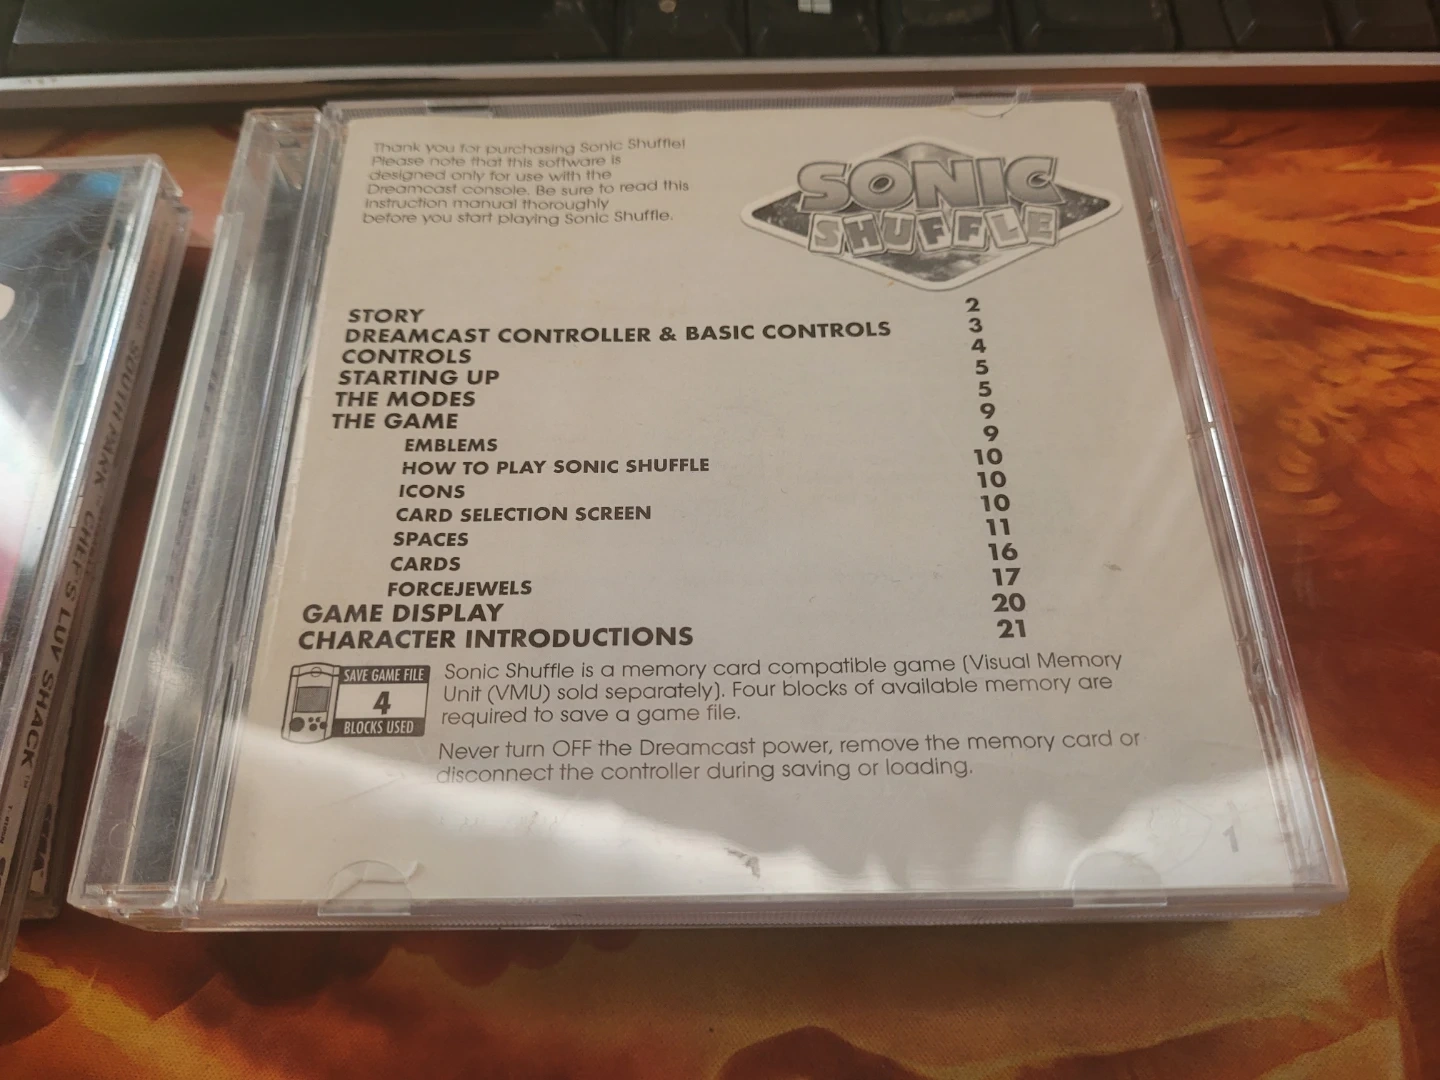 Thank you for purchasing Sonic Shuffle!
Please note that this software is
designed only for use with the
Dreamcast console. Be sure to read this
instruction manual thoroughly
before you start playing Sonic Shuffle.
SONIC
SHUFFLE
STORY 2
DREAMCAST CONTROLLER & BASIC CONTROLS 3
CONTROLS 4
STARTING UP 5
THE MODES 5
THE GAME 9
EMBLEMS 9
HOW TO PLAY SONIC SHUFFLE 10
ICONS 10
CARD SELECTION SCREEN 10
SPACES 11
CARDS 16
FORCEJEWELS 17
GAME DISPLAY 20
CHARACTER INTRODUCTIONS 21
SAVE GAME FILE
4
BLOCKS USED
Sonic Shuffle is a memory card compatible game (Visual Memory
Unit (VMU) sold separately). Four blocks of available memory are
required to save a game file.
Never turn OFF the Dreamcast power, remove the memory card or
disconnect the controller during saving or loading.
1
SOUTH PARK CHEF'S LUV SHACK